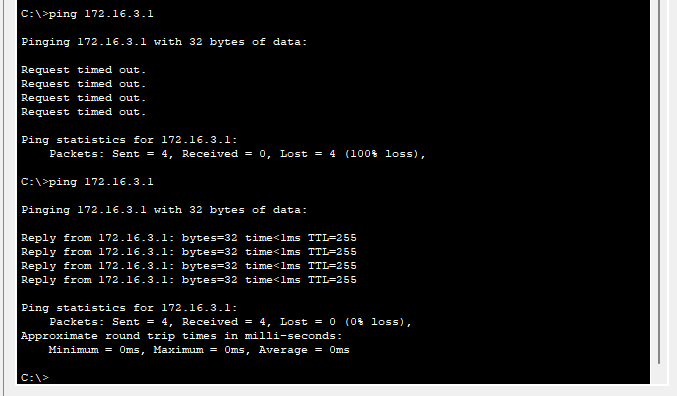 C:\>ping 172.16.3.1
Pinging 172.16.3.1 with 32 bytes of data:
Request timed out.
Request timed out.
Request timed out.
Request timed out.
Ping statistics for 172.16.3.1:
Packets: Sent = 4, Received = 0, Lost = 4 (100% loss),
C:\>ping 172.16.3.1
Pinging 172.16.3.1 with 32 bytes of data:
Reply from 172.16.3.1: bytes=32 time<1ms TTL=255
Reply from 172.16.3.1: bytes=32 time<1ms TTL=255
Reply from 172.16.3.1: bytes=32 time<1ms TTL=255
Reply from 172.16.3.1: bytes=32 time<1ms TTL=255
Ping statistics for 172.16.3.1:
Packets: Sent = 4, Received = 4, Lost = 0 (0% loss),
Approximate round trip times in milli-seconds:
Minimum = 0ms, Maximum = 0ms, Average = 0ms
C:\>